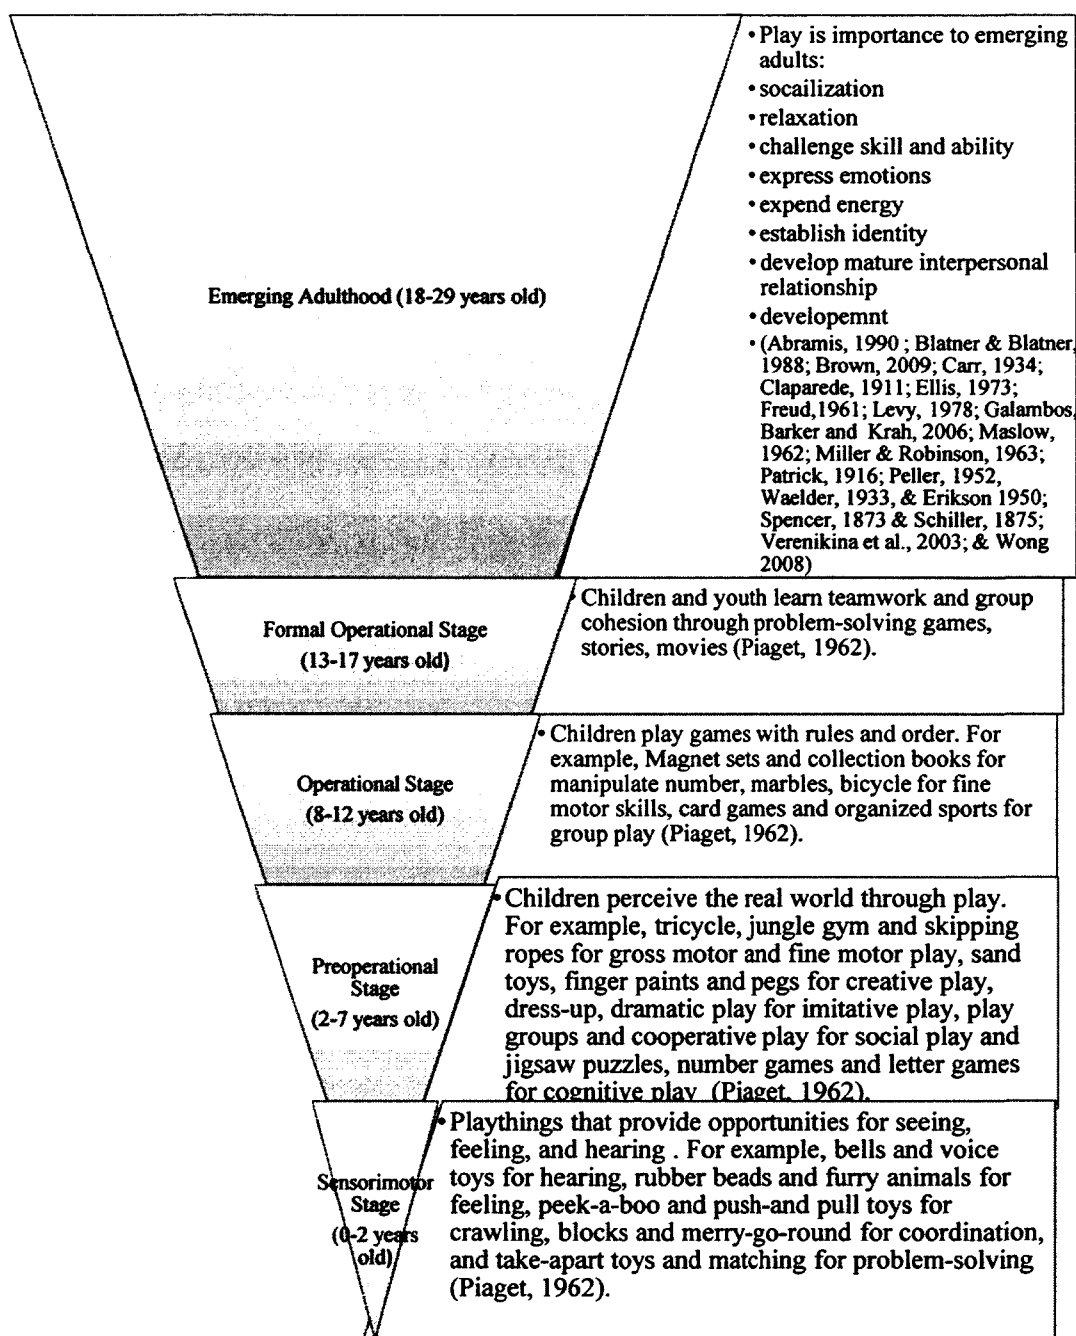 • Play is importance to emerging
adults:
• socailization
• relaxation
• challenge skill and ability
• express emotions
• expend energy
• establish identity
• develop mature interpersonal
relationship
• developemnt
• (Abramis, 1990 ; Blatner & Blatner,
1988; Brown, 2009; Carr, 1934;
Claparede, 1911; Ellis, 1973;
Freud,1961; Levy, 1978; Galambos,
Barker and Krah, 2006; Maslow,
1962; Miller & Robinson, 1963;
Patrick, 1916; Peller, 1952,
Waelder, 1933, & Erikson 1950;
Spencer, 1873 & Schiller, 1875;
Verenikina et al., 2003; & Wong
2008)
Emerging Adulthood (18-29 years old)
Formal Operational Stage
(13-17 years old)
• Children and youth learn teamwork and group
cohesion through problem-solving games,
stories, movies (Piaget, 1962).
Operational Stage
(8-12 years old)
• Children play games with rules and order. For
example, Magnet sets and collection books for
manipulate number, marbles, bicycle for fine
motor skills, card games and organized sports for
group play (Piaget, 1962).
Preoperational
Stage
(2-7 years old)
• Children perceive the real world through play.
For example, tricycle, jungle gym and skipping
ropes for gross motor and fine motor play, sand
toys, finger paints and pegs for creative play,
dress-up, dramatic play for imitative play, play
groups and cooperative play for social play and
jigsaw puzzles, number games and letter games
for cognitive play (Piaget, 1962).
Sensorimotor
Stage
(0-2 years
old)
• Playthings that provide opportunities for seeing,
feeling, and hearing . For example, bells and voice
toys for hearing, rubber beads and furry animals for
feeling, peek-a-boo and push-and pull toys for
crawling, blocks and merry-go-round for coordination,
and take-apart toys and matching for problem-solving
(Piaget, 1962).